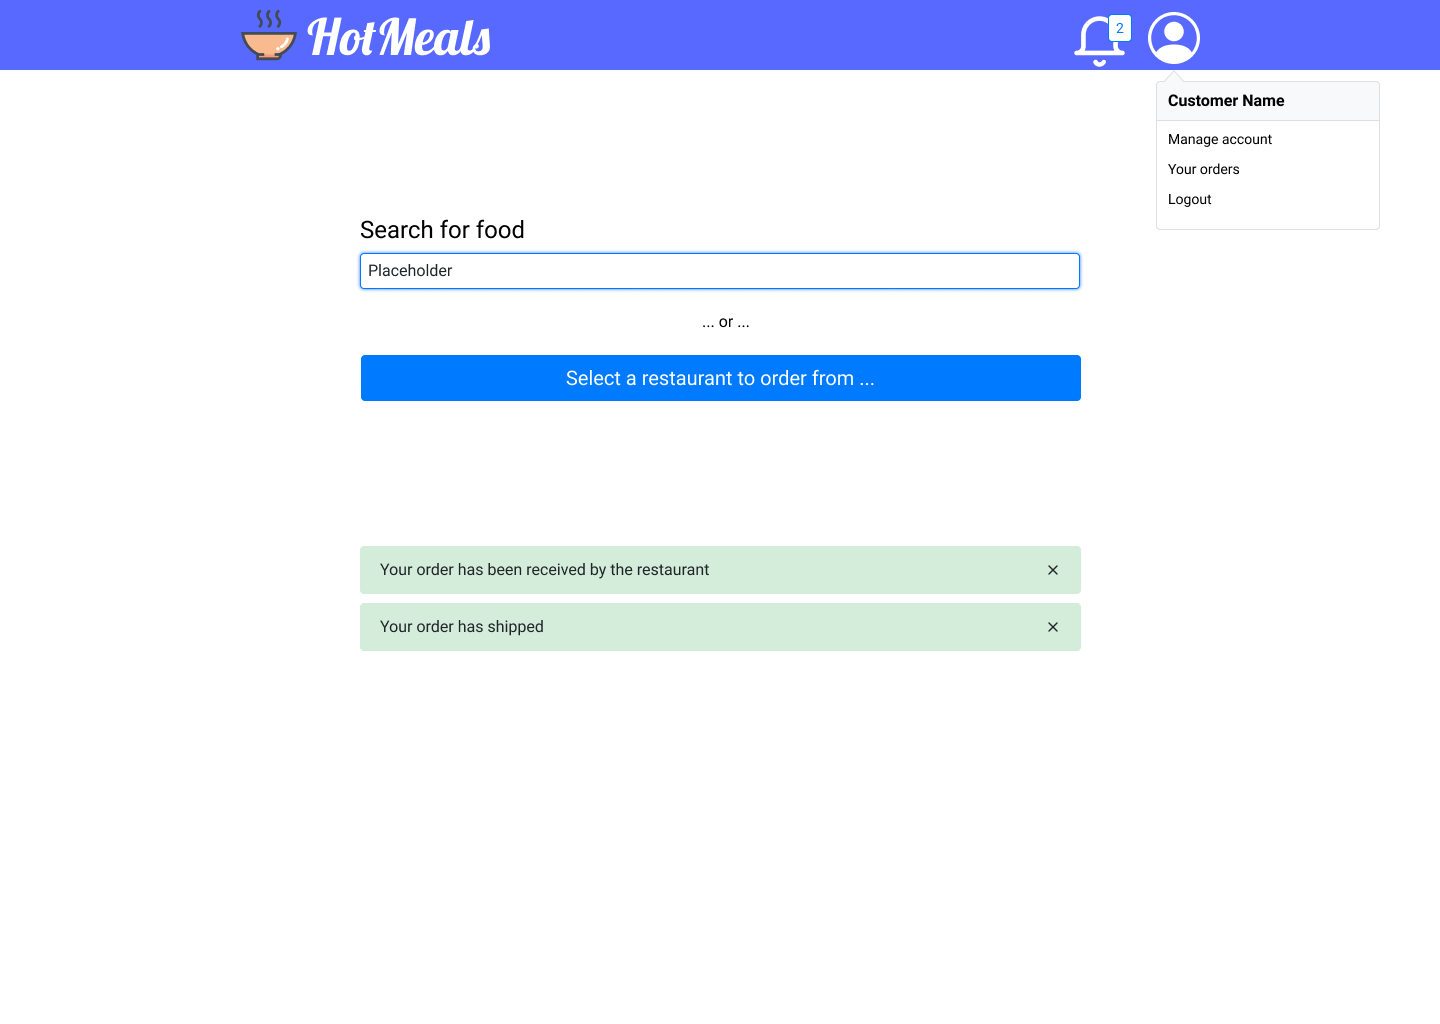 HotMeals
2
Customer Name
Manage account
Your orders
Logout
Search for food
Placeholder
... or ...
Select a restaurant to order from ...
Your order has been received by the restaurant
Your order has shipped